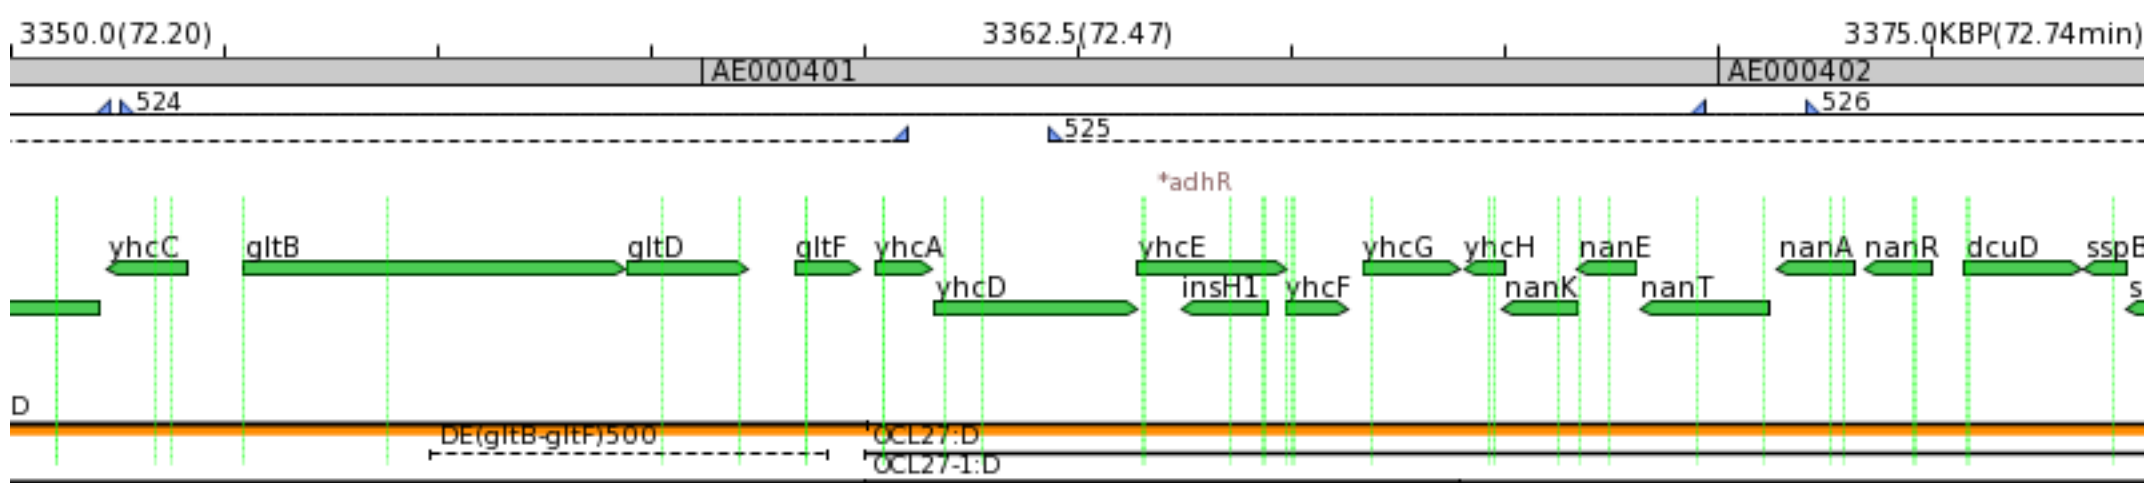 3350.0(72.20) 3362.5(72.47) 3375.0KBP(72.74min)
AE000401 AE000402
524 526
525
*adhR
yhcC gltB gltD gltF yhcA yhcE yhcG yhcH nanE nanA nanR dcuD sspB
yhcD insH1 yhcF nanK nanT s
D
DE(gltB-gltF)500 OCL27:D
OCL27-1:D